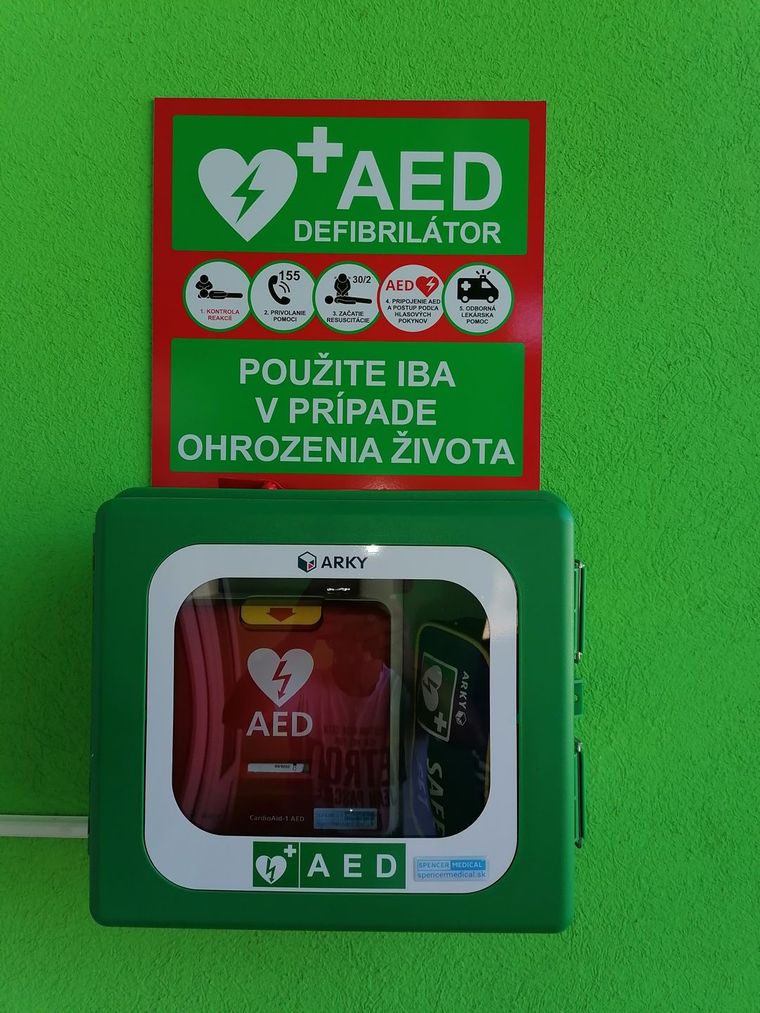 AED
DEFIBRILÁTOR
1. KONTROLA
REAKCIE
155
2. PRIVOLANIE
POMOCI
30/2
3. ZAČATIE
RESUSCITÁCIE
AED
4. PRIPOJENIE AED
A POSTUP PODĽA
HLASOVÝCH
POKYNOV
5. ODBORNÁ
LEKÁRSKA
POMOC
POUŽITE IBA
V PRÍPADE
OHROZENIA ŽIVOTA
ARKY
AED
CardioAid-1 AED
ARKY
SAFE
AED
SPENCER MEDICAL
spencermedical.sk